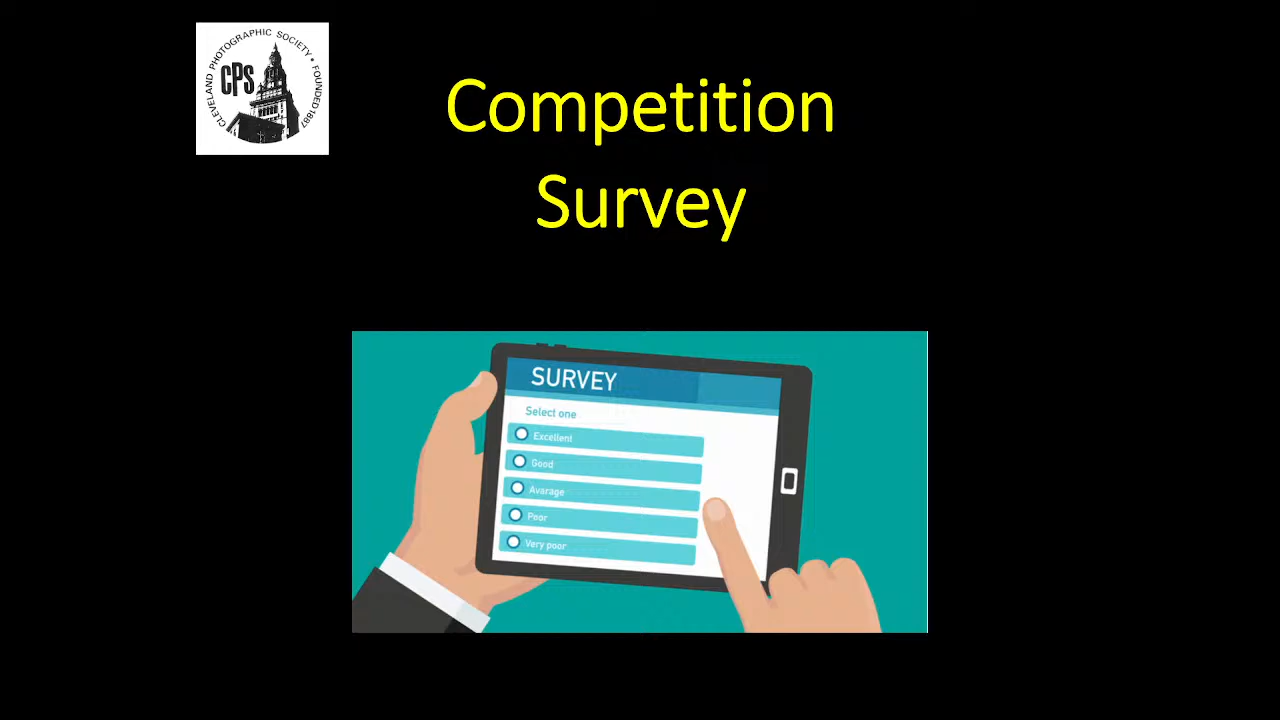 CLEVELAND PHOTOGRAPHIC SOCIETY • FOUNDED 1887
CPS
Competition
Survey
SURVEY
Select one
Excellent
Good
Avarage
Poor
Very poor